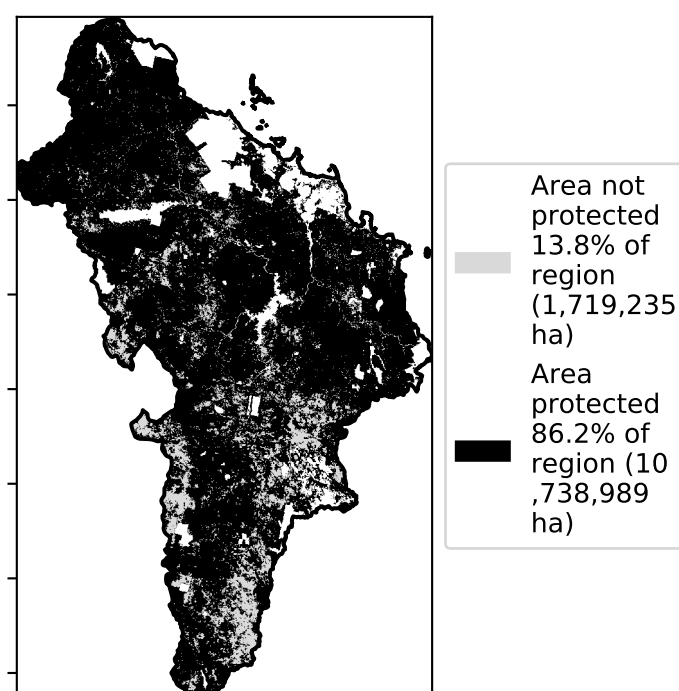 Area not
protected
13.8% of
region
(1,719,235
ha)
Area
protected
86.2% of
region (10
,738,989
ha)